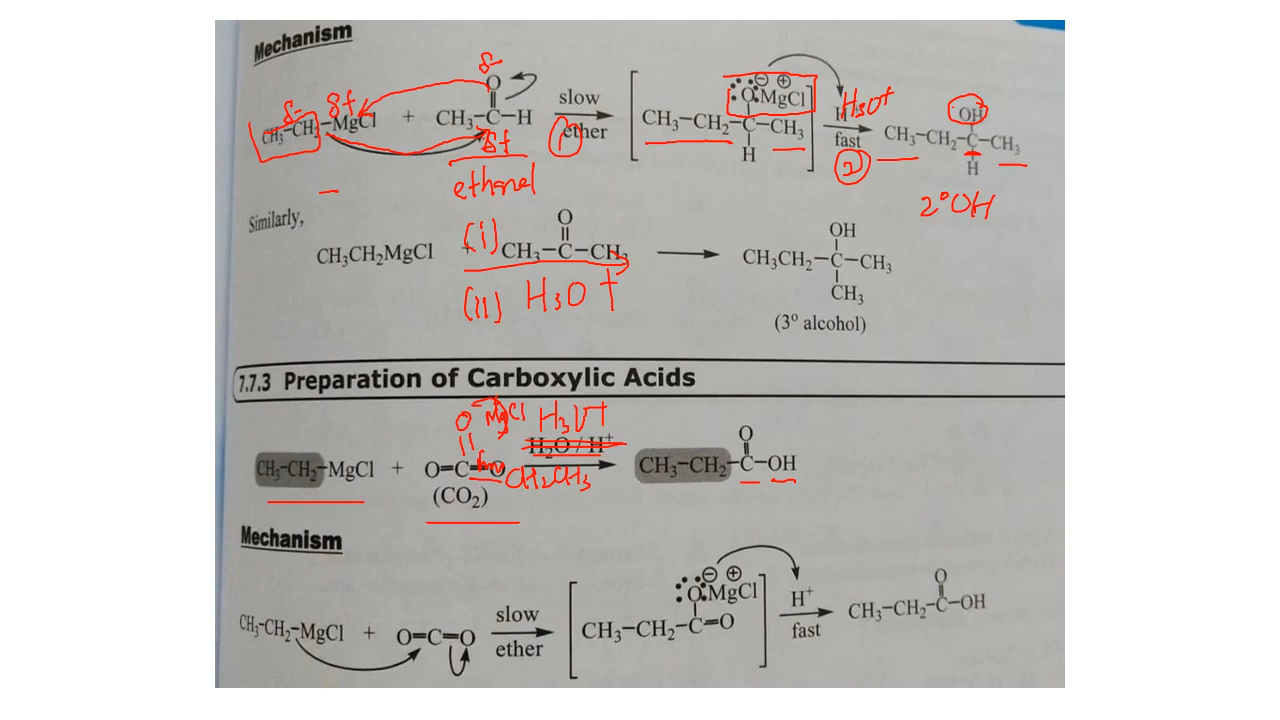 Mechanism
CH3-CH2-MgCl + CH3-C-H slow ether CH3-CH2-C-CH3 H+ fast CH3-CH2-C-CH3
O O:MgCl OH
H H
δ- δ+ δ- δ+
① ② H3O+
ethanal 2°OH
Similarly,
O OH
CH3CH2MgCl + CH3-C-CH3 → CH3CH2-C-CH3
(i)
(ii) H3O+ CH3
(3° alcohol)
7.7.3 Preparation of Carboxylic Acids
O MgCl H3O+
CH3-CH2-MgCl + O=C=O H2O / H+ CH3-CH2-C-OH
O
(CO2) CH2CH3
Mechanism
CH3-CH2-MgCl + O=C=O slow ether CH3-CH2-C=O H+ fast CH3-CH2-C-OH
O:MgCl O